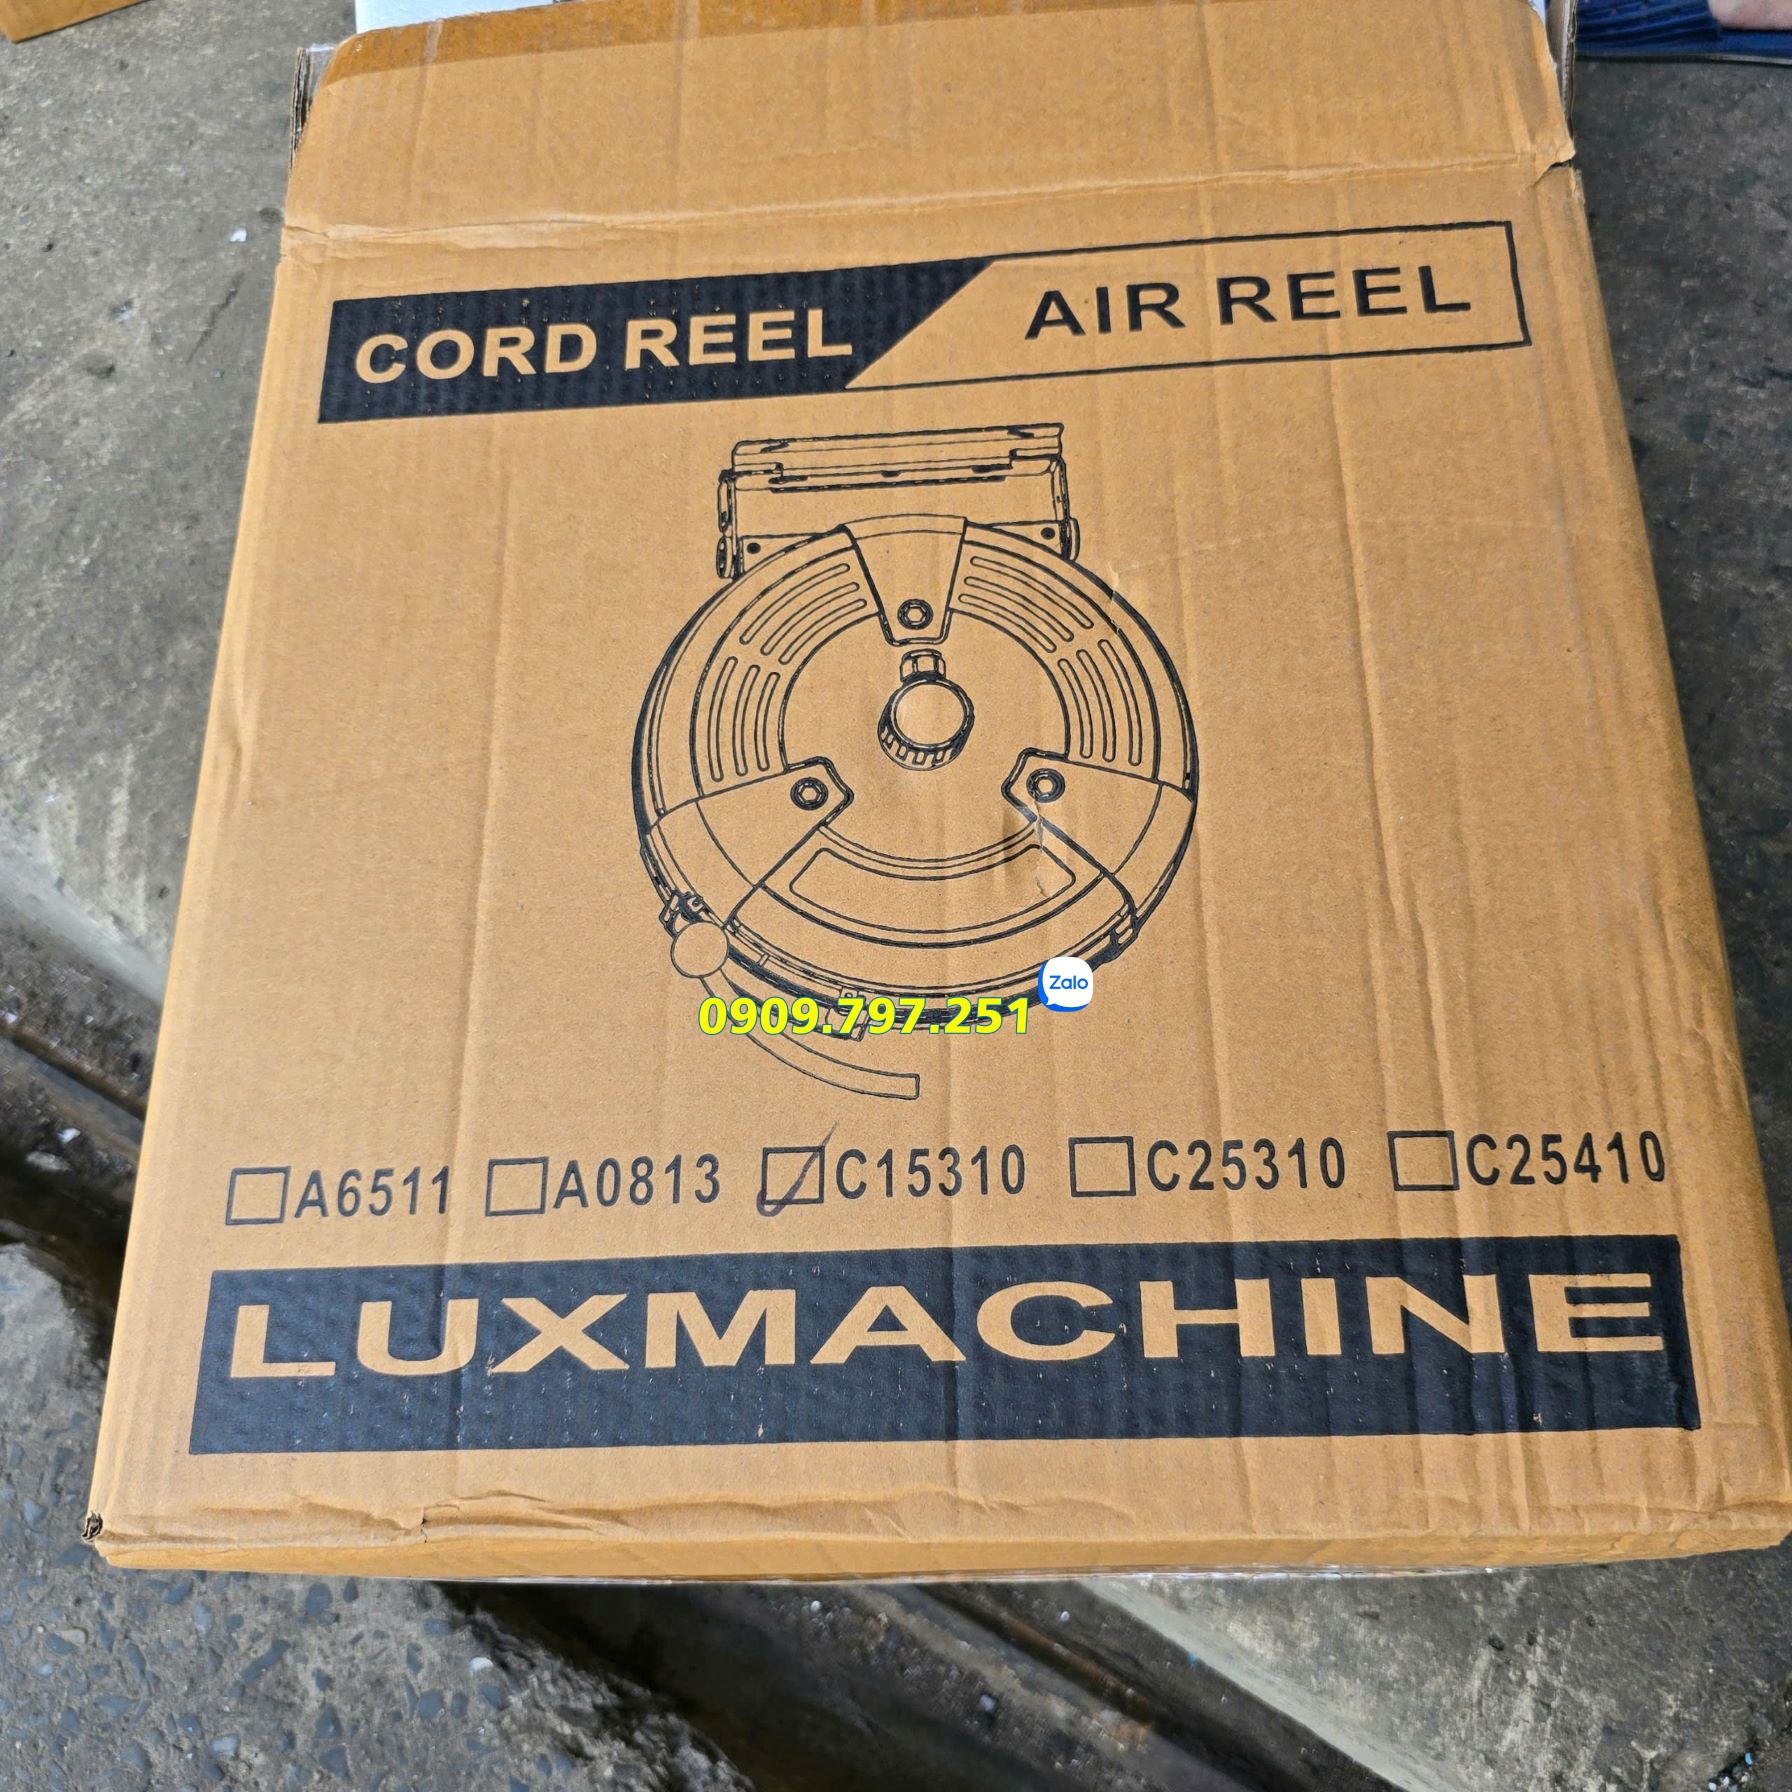 CORD REEL AIR REEL
0909.797.251 Zalo
A6511 A0813 C15310 C25310 C25410
LUXMACHINE